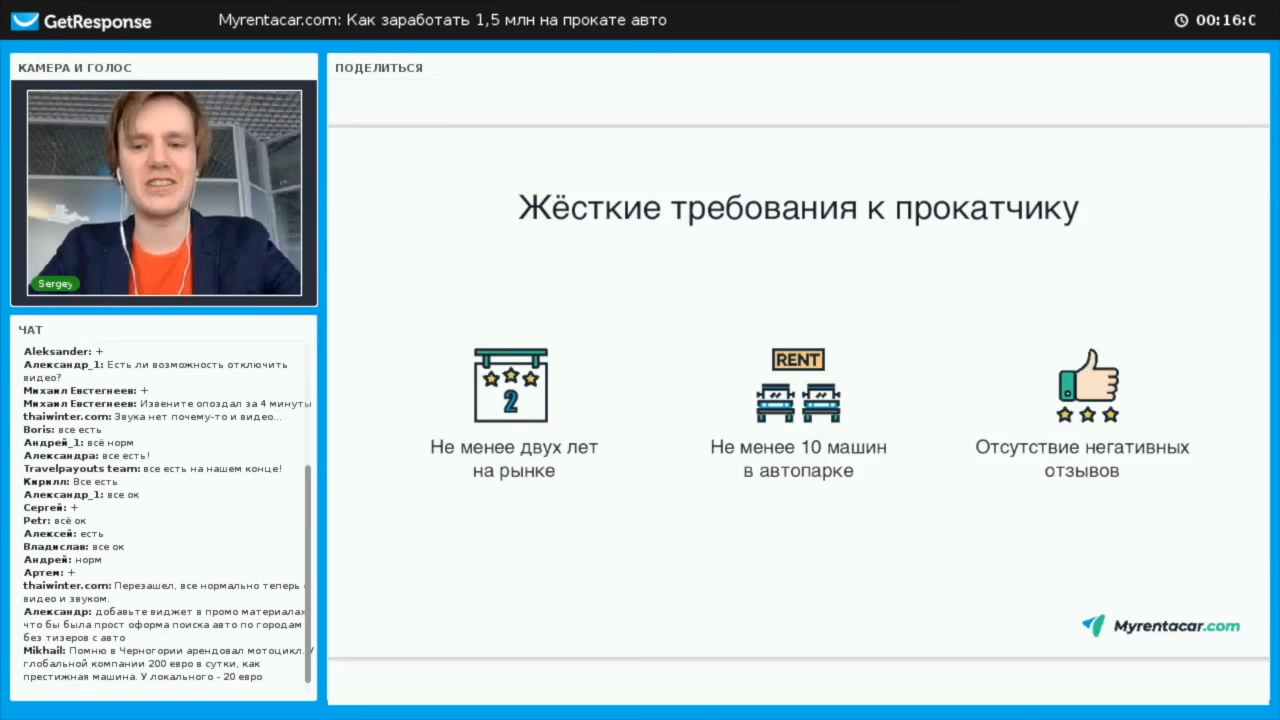 GetResponse
Myrentacar.com: Как заработать 1,5 млн на прокате авто
00:16:0
КАМЕРА И ГОЛОС
Sergey
ЧАТ
Aleksander: +
Александр_1: Есть ли возможность отключить
видео?
Михаил Евстегнеев: +
Михаил Евстегнеев: Извените опоздал за 4 минуты
thaiwinter.com: Звука нет почему-то и видео...
Boris: все есть
Андрей_1: всё норм
Александра: все есть!
Travelpayouts team: все есть на нашем конце!
Кирилл: Все есть
Александр_1: все ок
Сергей: +
Petr: всё ок
Алексей: есть
Владислав: все ок
Андрей: норм
Артем: +
thaiwinter.com: Перезашел, все нормально теперь с
видео и звуком.
Александр: добавьте виджет в промо материалах
что бы была прост оформа поиска авто по городам
без тизеров с авто
Mikhail: Помню в Черногории арендовал мотоцикл. У
глобальной компании 200 евро в сутки, как
престижная машина. У локального - 20 евро
ПОДЕЛИТЬСЯ
Жёсткие требования к прокатчику
2
Не менее двух лет
на рынке
RENT
Не менее 10 машин
в автопарке
Отсутствие негативных
отзывов
Myrentacar.com